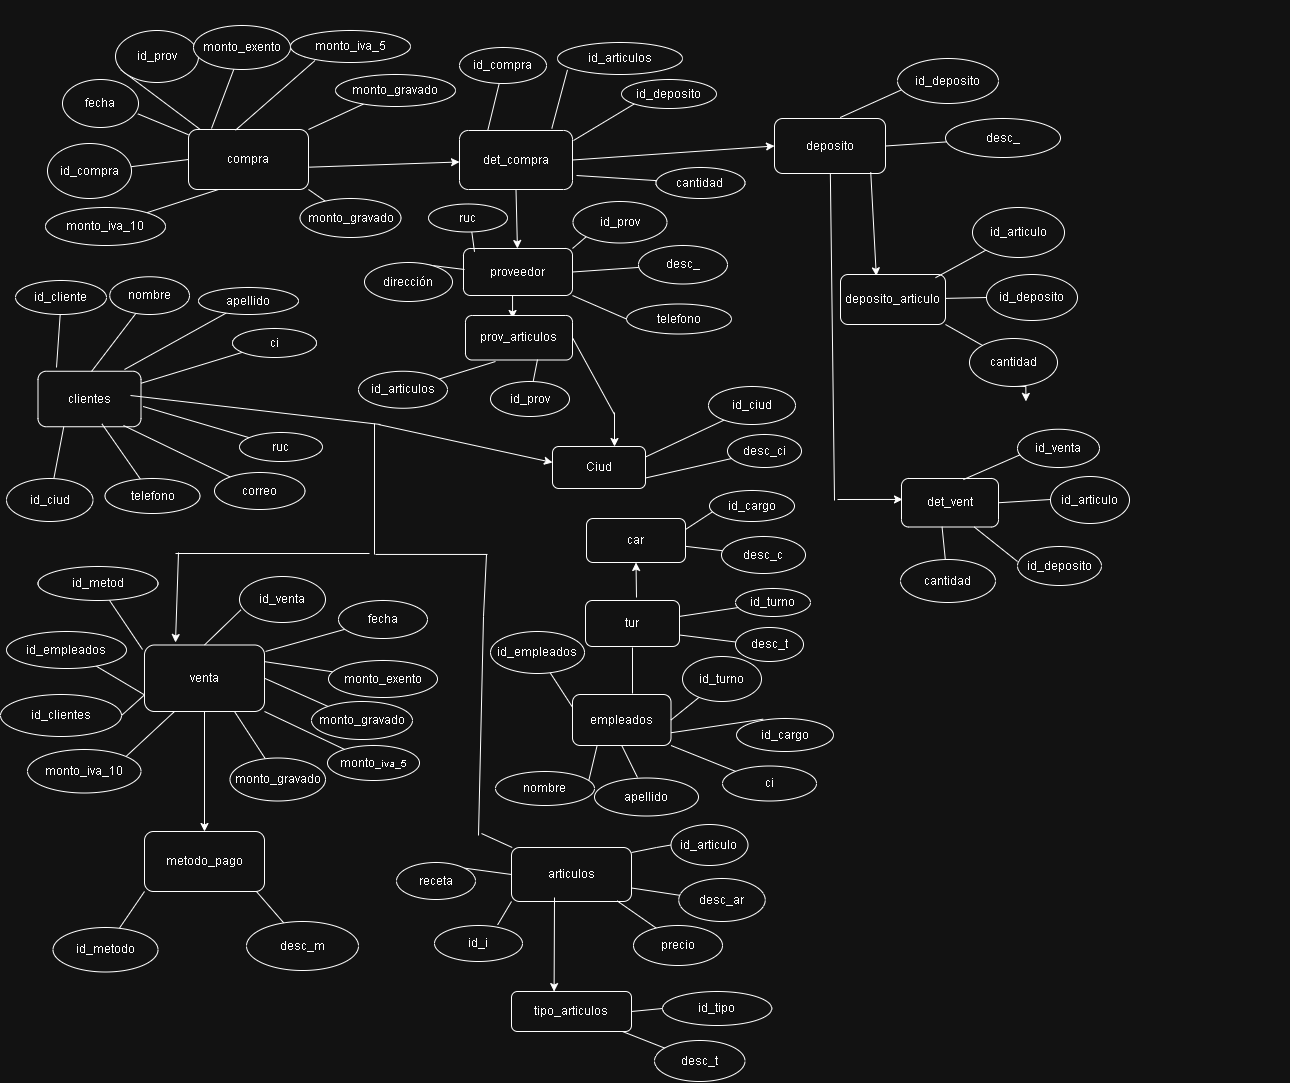 id_prov
monto_exento
monto_iva_5
fecha
monto_gravado
id_compra
compra
monto_iva_10
monto_gravado
id_compra
id_articulos
id_deposito
det_compra
cantidad
id_deposito
deposito
desc_
ruc
id_prov
proveedor
desc_
dirección
telefono
prov_articulos
id_articulos
id_prov
id_articulo
deposito_articulo
id_deposito
cantidad
id_cliente
nombre
apellido
ci
clientes
ruc
id_ciud
telefono
correo
id_ciud
Ciud
desc_ci
id_venta
det_vent
id_articulo
cantidad
id_deposito
id_cargo
car
desc_c
id_turno
tur
desc_t
id_empleados
id_turno
empleados
id_cargo
nombre
apellido
ci
id_metod
id_venta
fecha
id_empleados
venta
monto_exento
id_clientes
monto_gravado
monto_iva_10
monto_gravado
monto_iva_5
metodo_pago
id_metodo
desc_m
id_articulo
receta
articulos
desc_ar
id_i
precio
tipo_articulos
id_tipo
desc_t